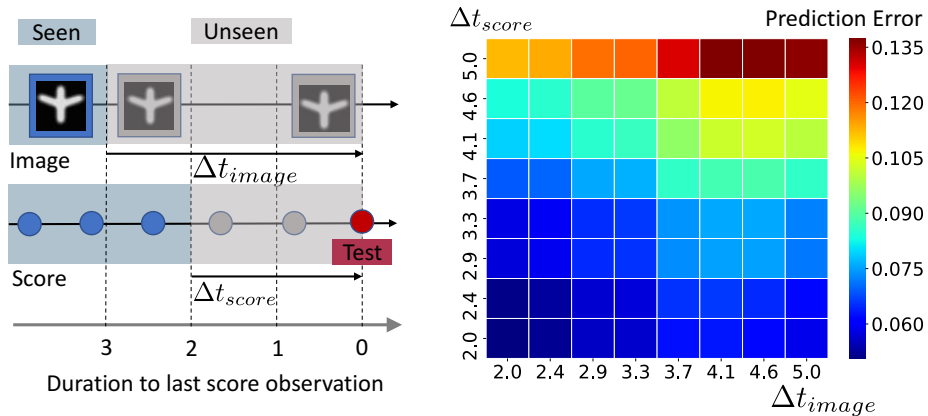 Seen
Unseen
Image
Δt_image
Test
Score
Δt_score
3 2 1 0
Duration to last score observation
Δt_score
Prediction Error
5.0
4.6
4.1
3.7
3.3
2.9
2.4
2.0
2.0 2.4 2.9 3.3 3.7 4.1 4.6 5.0
Δt_image
0.135
0.120
0.105
0.090
0.075
0.060